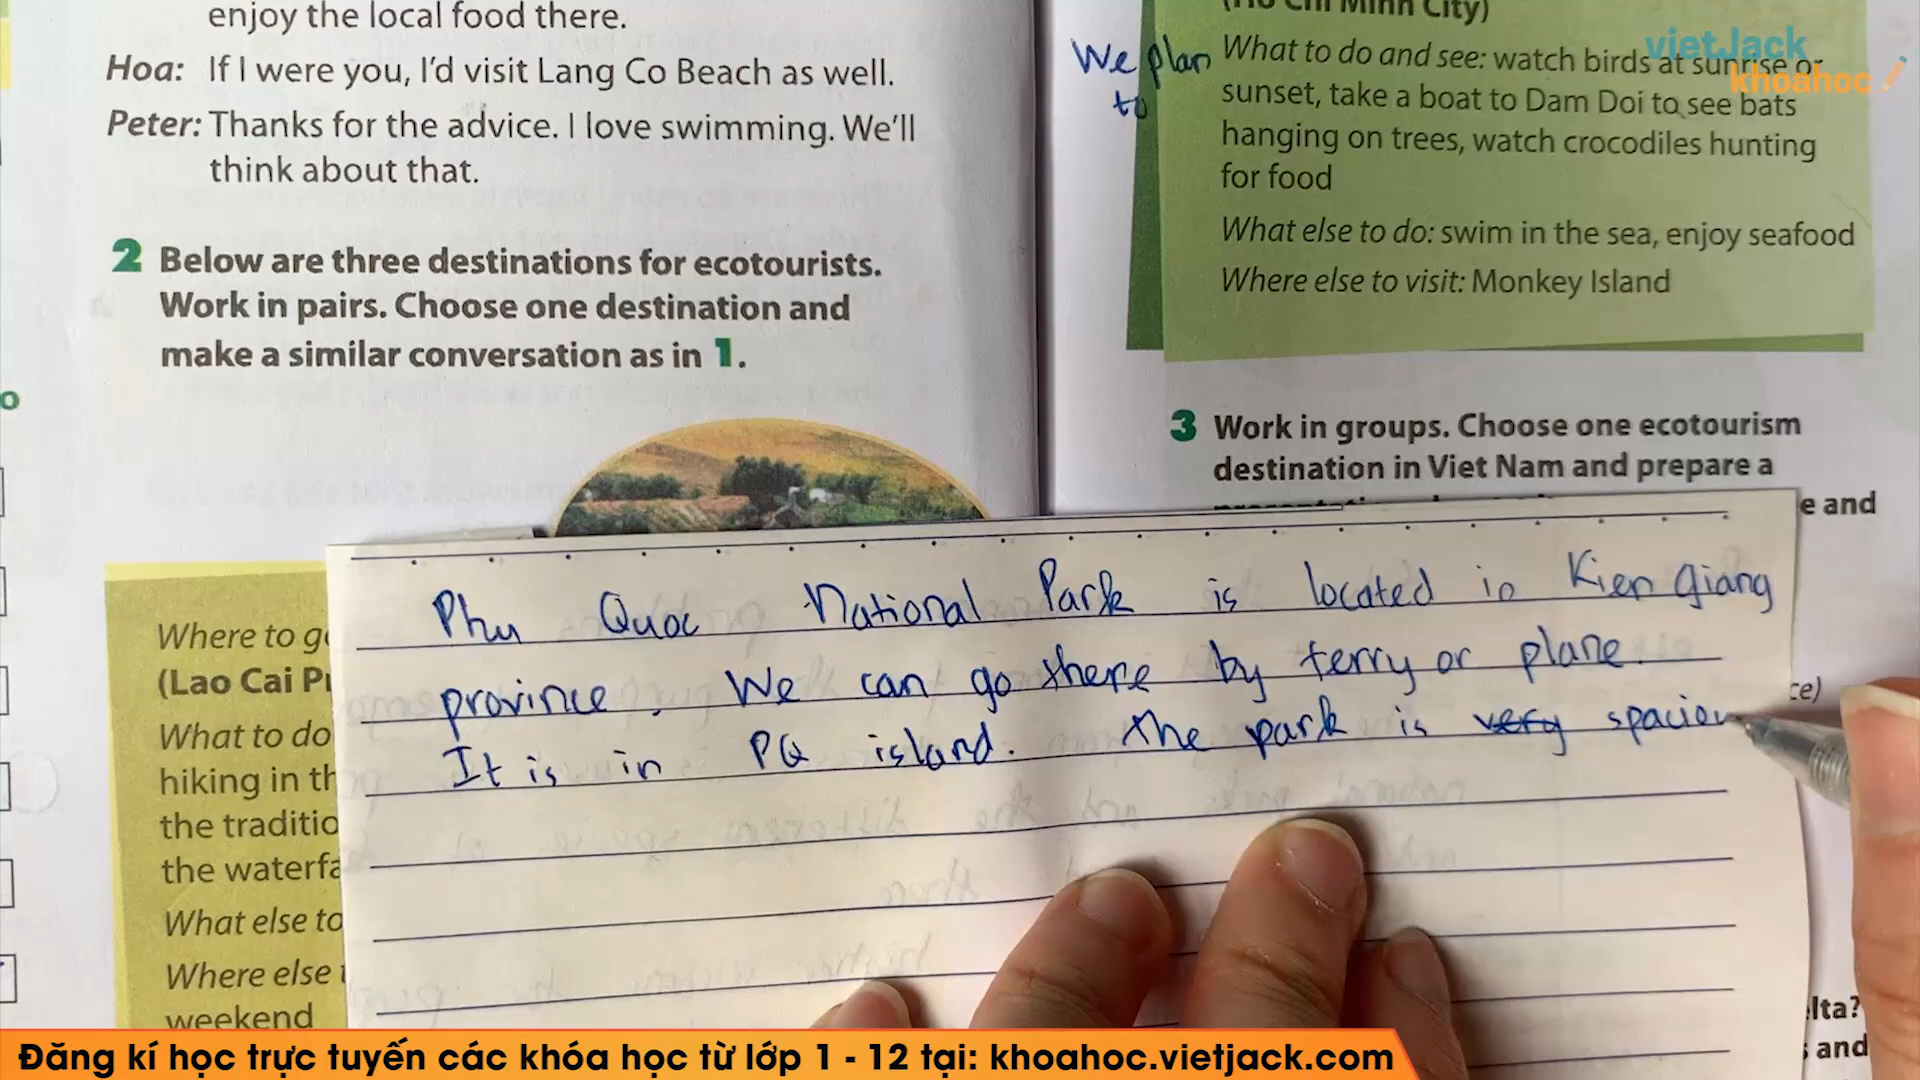 enjoy the local food there.
Hoa: If I were you, I'd visit Lang Co Beach as well.
Peter: Thanks for the advice. I love swimming. We'll
think about that.
2 Below are three destinations for ecotourists.
Work in pairs. Choose one destination and
make a similar conversation as in 1.
Where to
(Lao Cai
What to do
hiking in
the
the
What else to
Where else
weekend
(Ho Chi Minh City)
We plan
to
What to do and see: watch birds at sunrise or
sunset, take a boat to Dam Doi to see bats
hanging on trees, watch crocodiles hunting
for food
What else to do: swim in the sea, enjoy seafood
Where else to visit: Monkey Island
3 Work in groups. Choose one ecotourism
destination in Viet Nam and prepare a
and
Phu Quoc National Park is located in Kien Giang
province. We can go there by ferry or plane.
It is in PQ island. The park is very
and
vietJack
khoahoc
Đăng kí học trực tuyến các khóa học từ lớp 1 - 12 tại: khoahoc.vietjack.com